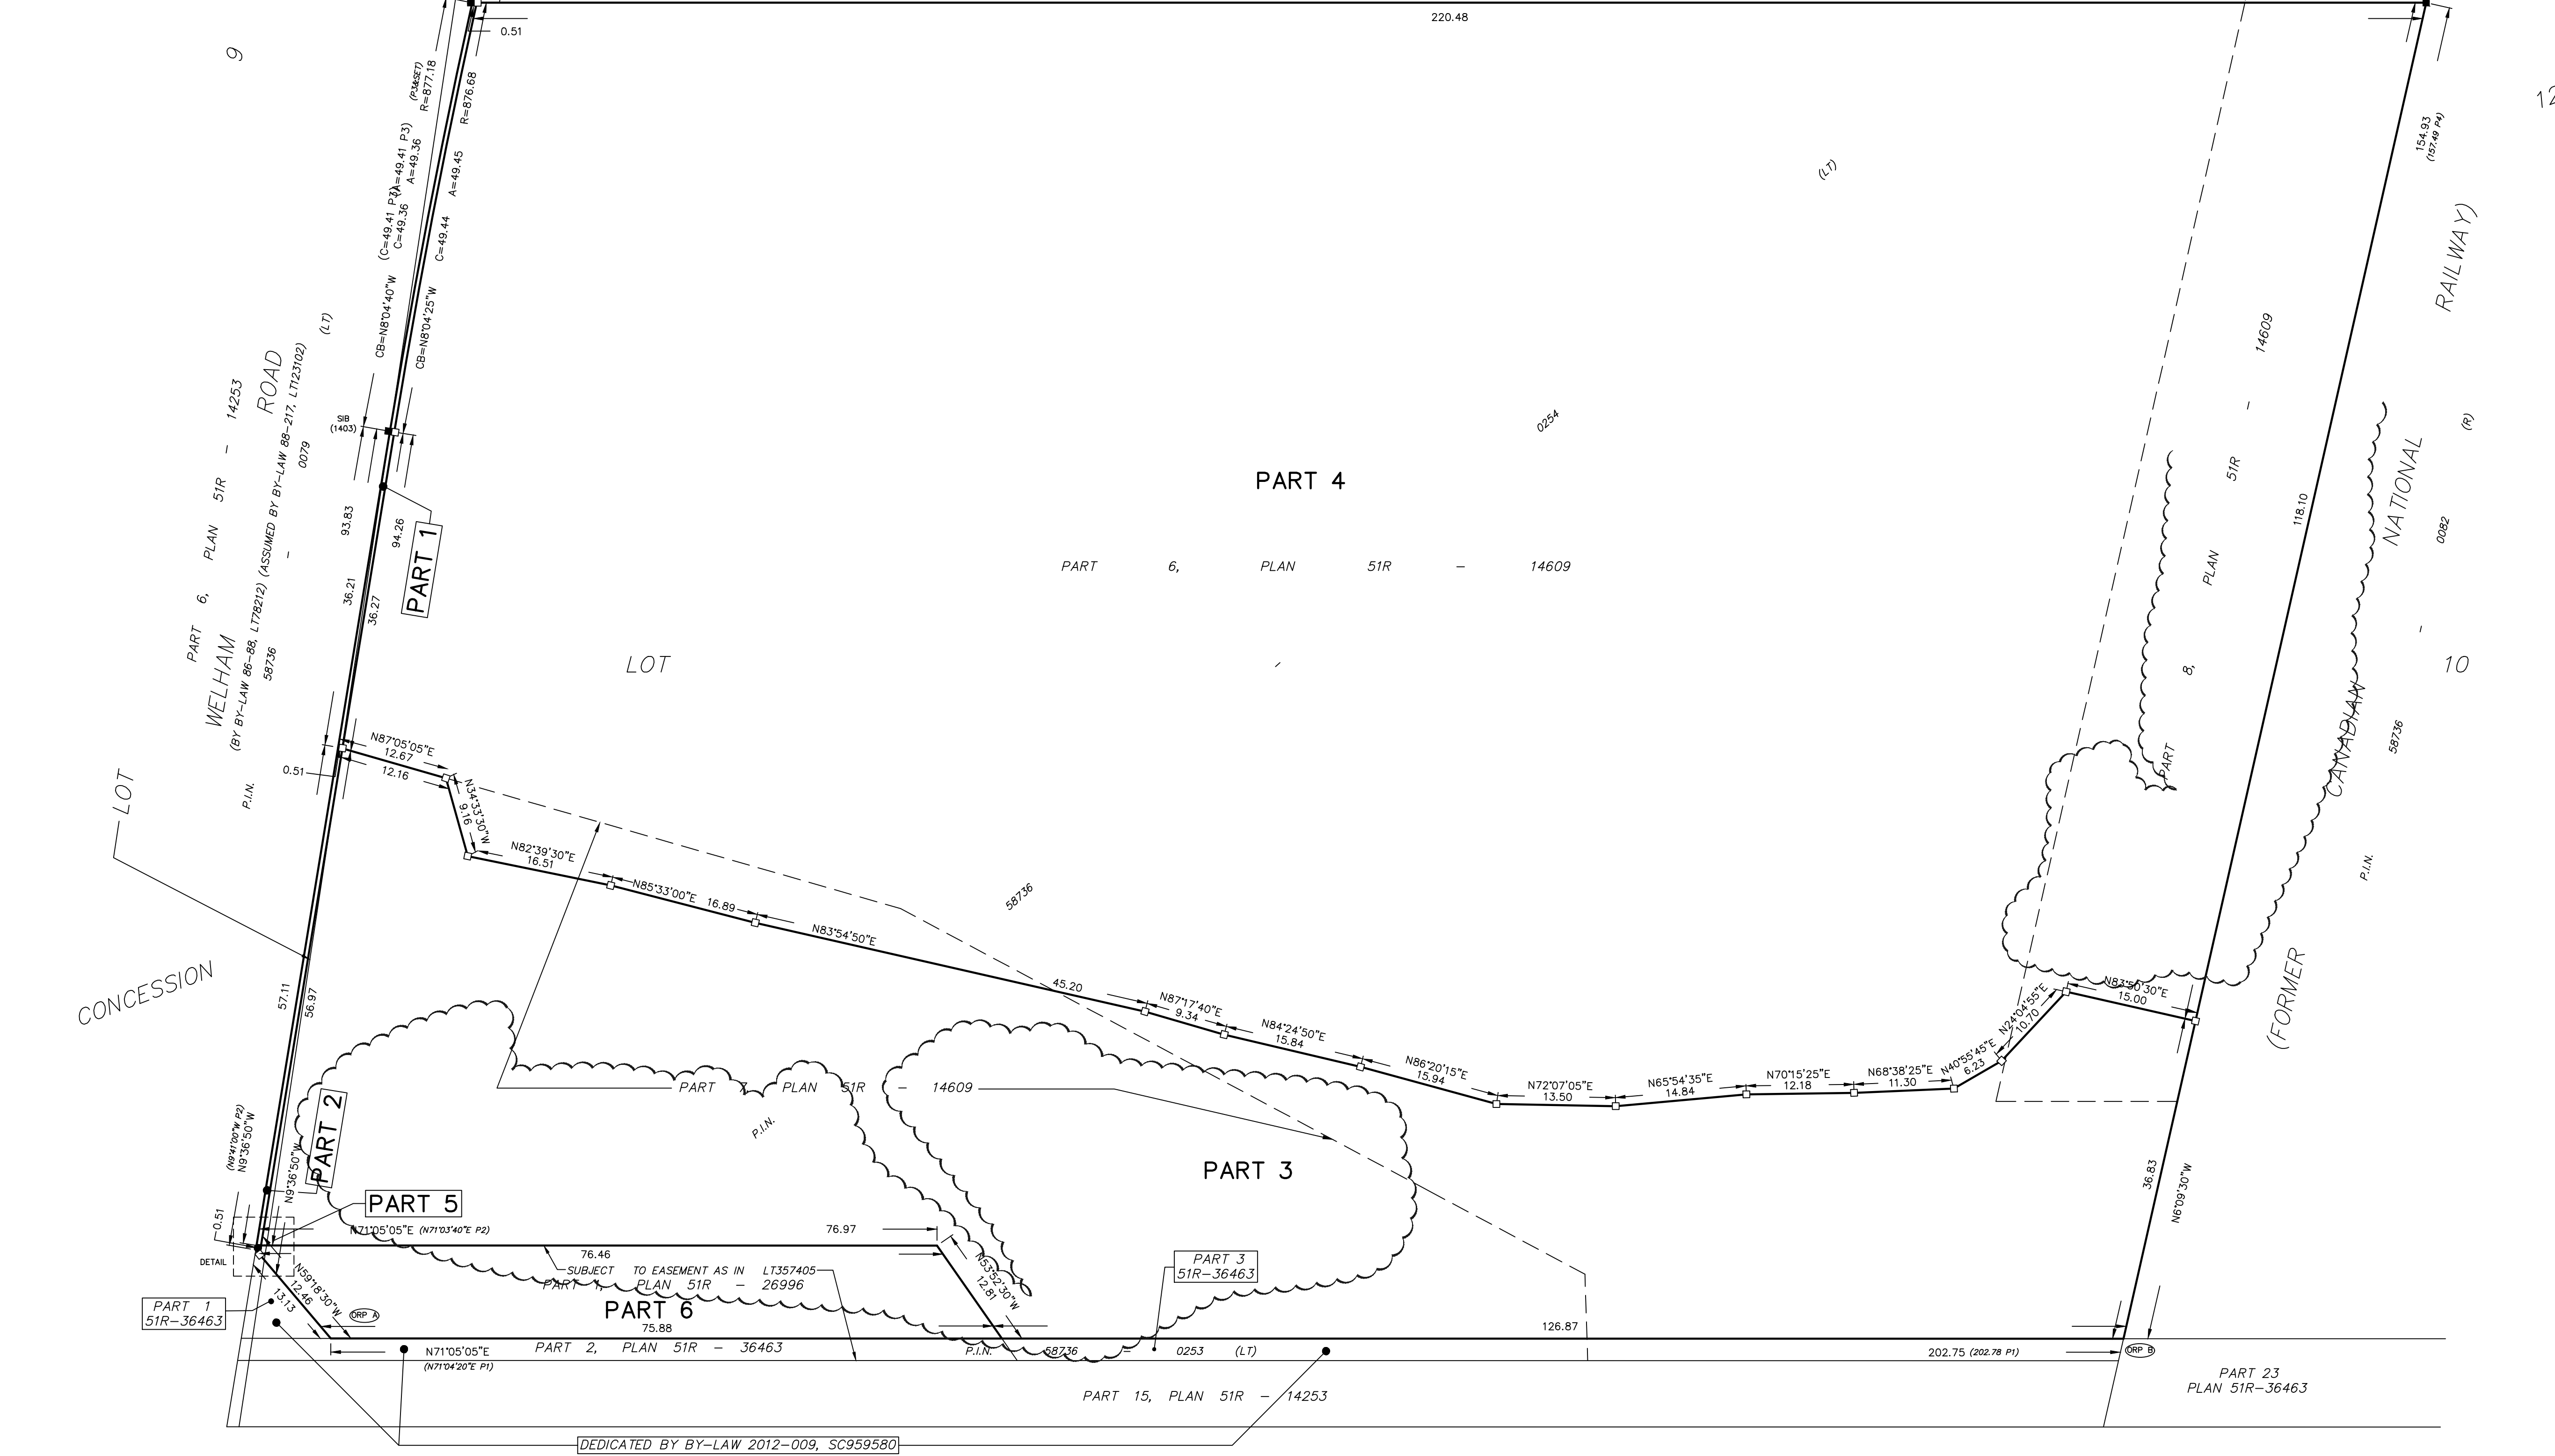 220.48
0.51
9
12
R=877.18
(P3&SET)
R=876.68
154.93
(157.49 P4)
(C=49.41 P3)
C=49.36
(A=49.41 P3)
A=49.36
A=49.45
C=49.44
CB=N8°04'40"W
CB=N8°04'25"W
(LT)
RAILWAY)
(LT)
PART 6, PLAN 51R – 14253
ROAD
WELHAM
(BY BY-LAW 86-88, LT78212) (ASSUMED BY BY-LAW 88-217, LT123102)
P.I.N. 58736 – 0079
SIB
(1403)
93.83
94.26
PART 1
36.21
36.27
0254
PART 4
PART 6, PLAN 51R – 14609
LOT
10
118.10
PART 8, PLAN 51R – 14609
NATIONAL
CANADIAN
(FORMER
P.I.N. 58736 – 0082 (R)
LOT
CONCESSION
N87°05'05"E
12.67
12.16
0.51
N34°33'30"W
9.16
N82°39'30"E
16.51
N85°33'00"E 16.89
N83°54'50"E
45.20
58736
N87°17'40"E
9.34
N84°24'50"E
15.84
N86°20'15"E
15.94
N72°07'05"E
13.50
N65°54'35"E
14.84
N70°15'25"E
12.18
N68°38'25"E
11.30
N40°55'45"E
6.23
N24°04'55"E
10.70
N83°50'30"E
15.00
57.11
56.97
PART 7, PLAN 51R – 14609
P.I.N.
PART 3
36.83
N6°09'30"W
(N9°41'00"W P2)
N9°36'50"W
N9°36'50"W
PART 2
PART 5
0.51
N71°05'05"E (N71°03'40"E P2)
76.97
76.46
DETAIL
SUBJECT TO EASEMENT AS IN LT357405
PART 1, PLAN 51R – 26996
N53°52'30"W
12.81
PART 3
51R-36463
N59°18'30"W
12.46
13.13
PART 1
51R-36463
ORP A
PART 6
75.88
126.87
N71°05'05"E
(N71°04'20"E P1)
PART 2, PLAN 51R – 36463
P.I.N. 58736 – 0253 (LT)
202.75 (202.78 P1)
ORP B
PART 23
PLAN 51R-36463
PART 15, PLAN 51R – 14253
DEDICATED BY BY-LAW 2012-009, SC959580